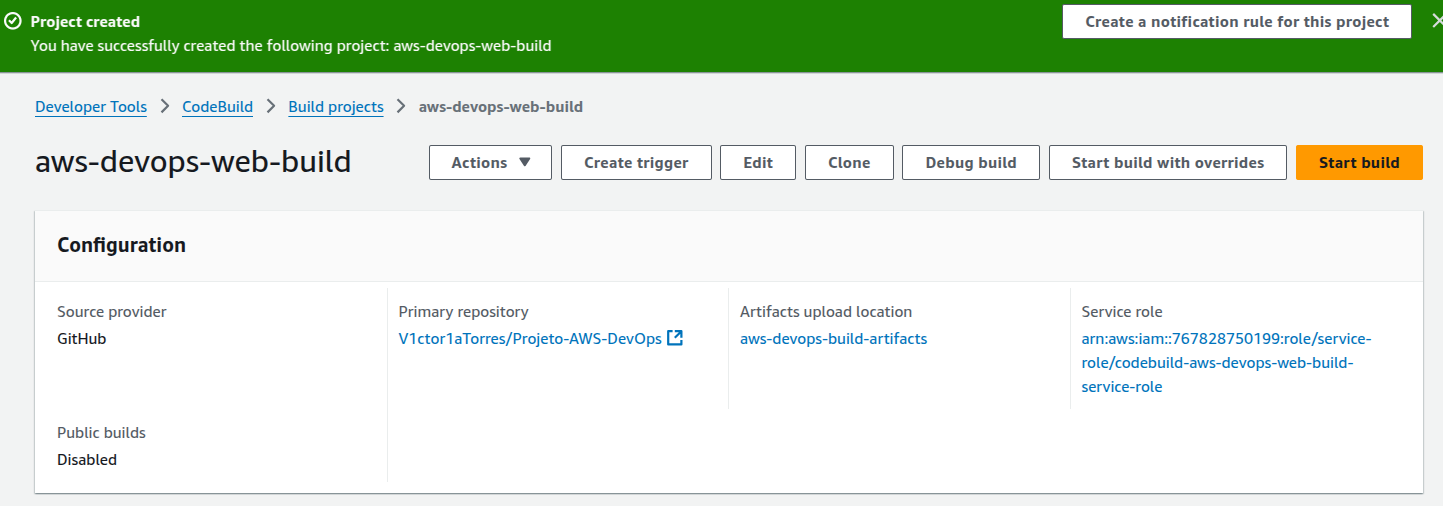 Project created
You have successfully created the following project: aws-devops-web-build
Create a notification rule for this project
Developer Tools
CodeBuild
Build projects
aws-devops-web-build
aws-devops-web-build
Actions
Create trigger
Edit
Clone
Debug build
Start build with overrides
Start build
Configuration
Source provider
GitHub
Primary repository
V1ctor1aTorres/Projeto-AWS-DevOps
Artifacts upload location
aws-devops-build-artifacts
Service role
arn:aws:iam::767828750199:role/service-
role/codebuild-aws-devops-web-build-
service-role
Public builds
Disabled